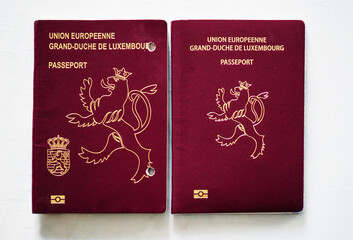 UNION EUROPEENNE
GRAND-DUCHE DE LUXEMBOURG
PASSEPORT
UNION EUROPEENNE
GRAND-DUCHE DE LUXEMBOURG
PASSEPORT